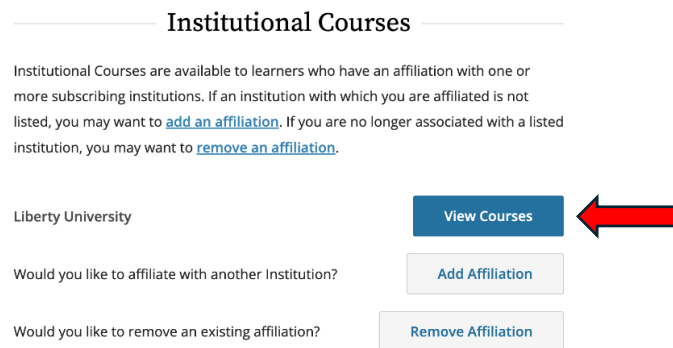 Institutional Courses
Institutional Courses are available to learners who have an affiliation with one or
more subscribing institutions. If an institution with which you are affiliated is not
listed, you may want to add an affiliation. If you are no longer associated with a listed
institution, you may want to remove an affiliation.
Liberty University
View Courses
Would you like to affiliate with another Institution?
Add Affiliation
Would you like to remove an existing affiliation?
Remove Affiliation